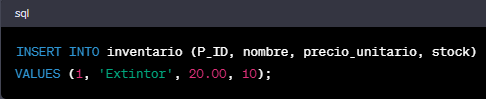 sql
INSERT INTO inventario (P_ID, nombre, precio_unitario, stock)
VALUES (1, 'Extintor', 20.00, 10);